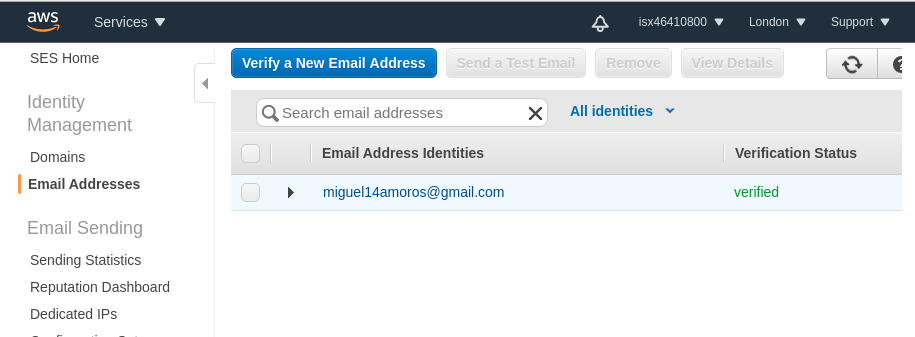 aws Services isx46410800 London Support
SES Home
Identity
Management
Domains
Email Addresses
Email Sending
Sending Statistics
Reputation Dashboard
Dedicated IPs
Verify a New Email Address Send a Test Email Remove View Details
Search email addresses All identities
Email Address Identities Verification Status
miguel14amoros@gmail.com verified